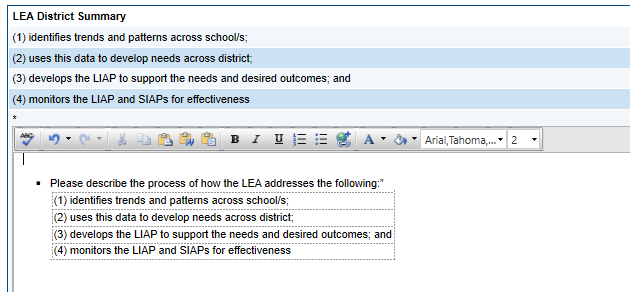 LEA District Summary
(1) identifies trends and patterns across school/s;
(2) uses this data to develop needs across district;
(3) develops the LIAP to support the needs and desired outcomes; and
(4) monitors the LIAP and SIAPs for effectiveness
*
ABC B I U A Arial,Tahoma,... 2
▪ Please describe the process of how the LEA addresses the following:"
(1) identifies trends and patterns across school/s;
(2) uses this data to develop needs across district;
(3) develops the LIAP to support the needs and desired outcomes; and
(4) monitors the LIAP and SIAPs for effectiveness